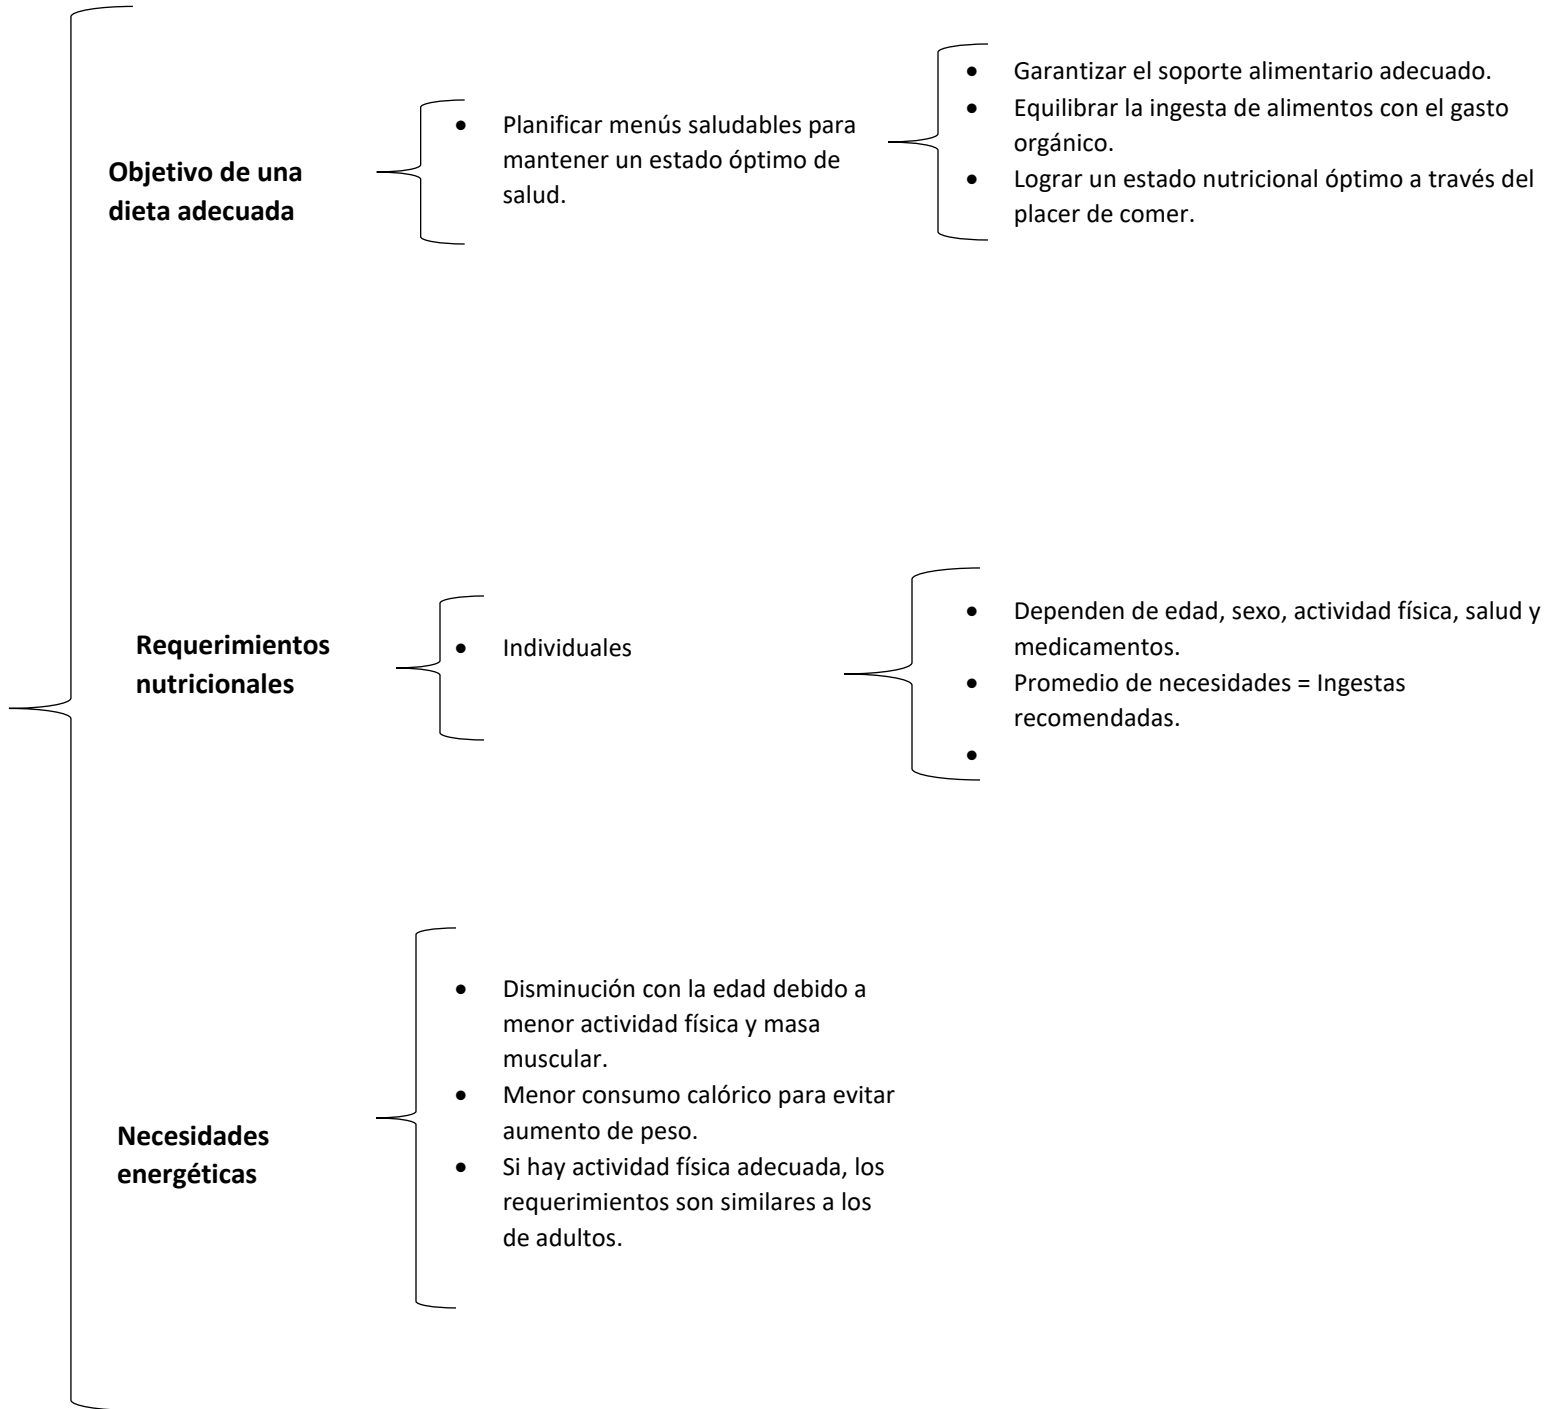 Objetivo de una
dieta adecuada
• Planificar menús saludables para
mantener un estado óptimo de
salud.
• Garantizar el soporte alimentario adecuado.
• Equilibrar la ingesta de alimentos con el gasto
orgánico.
• Lograr un estado nutricional óptimo a través del
placer de comer.
Requerimientos
nutricionales
• Individuales
• Dependen de edad, sexo, actividad física, salud y
medicamentos.
• Promedio de necesidades = Ingestas
recomendadas.
•
Necesidades
energéticas
• Disminución con la edad debido a
menor actividad física y masa
muscular.
• Menor consumo calórico para evitar
aumento de peso.
• Si hay actividad física adecuada, los
requerimientos son similares a los
de adultos.